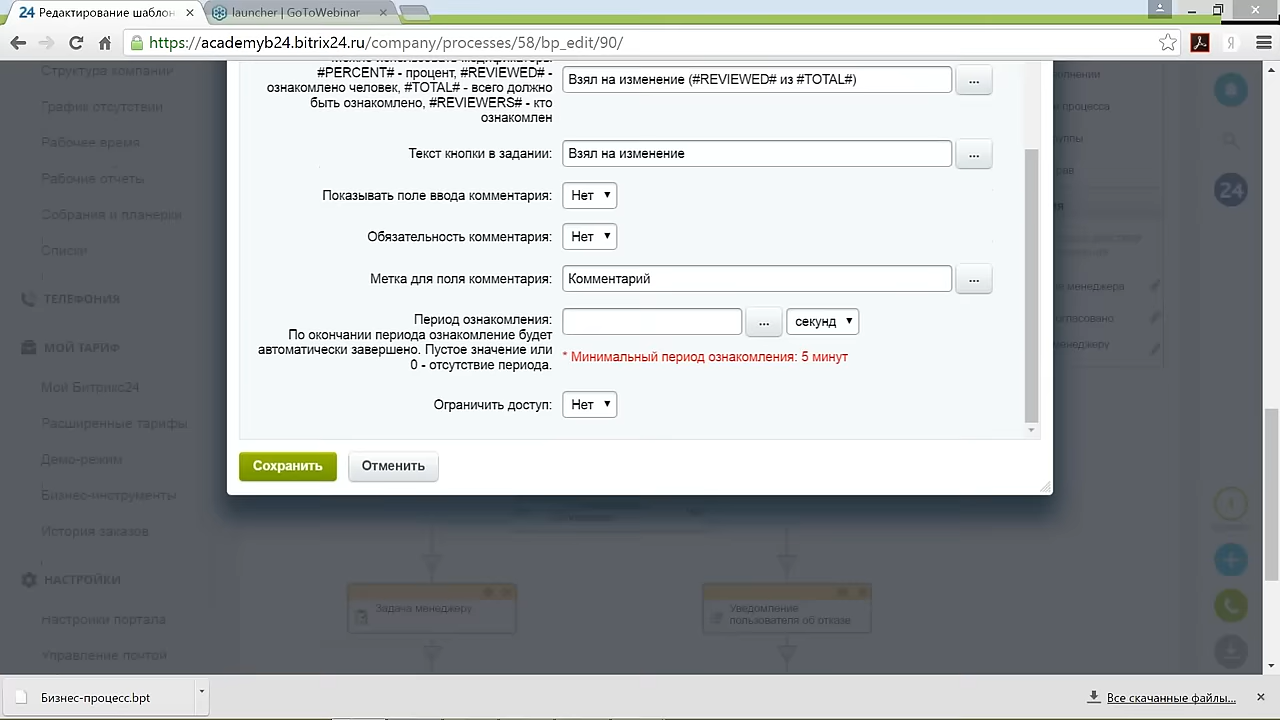 24 Редактирование шаблон
launcher | GoToWebinar
https://academyb24.bitrix24.ru/company/processes/58/bp_edit/90/
Структура компании
График отсутствий
Рабочее время
Рабочие отчеты
Собрания и планерки
Списки
ТЕЛЕФОНИЯ
МОЙ ТАРИФ
Мой Битрикс24
Расширенные тарифы
Демо-режим
Бизнес-инструменты
История заказов
НАСТРОЙКИ
Настройки портала
Управление почтой
#PERCENT# - процент, #REVIEWED# -
ознакомлено человек, #TOTAL# - всего должно
быть ознакомлено, #REVIEWERS# - кто
ознакомлен
Взял на изменение (#REVIEWED# из #TOTAL#)
...
Текст кнопки в задании:
Взял на изменение
...
Показывать поле ввода комментария:
Нет
Обязательность комментария:
Нет
Метка для поля комментария:
Комментарий
...
Период ознакомления:
По окончании периода ознакомление будет
автоматически завершено. Пустое значение или
0 - отсутствие периода.
...
секунд
* Минимальный период ознакомления: 5 минут
Ограничить доступ:
Нет
Сохранить
Отменить
24
Задача менеджеру
Уведомление
пользователя об отказе
Бизнес-процесс.bpt
Все скачанные файлы...